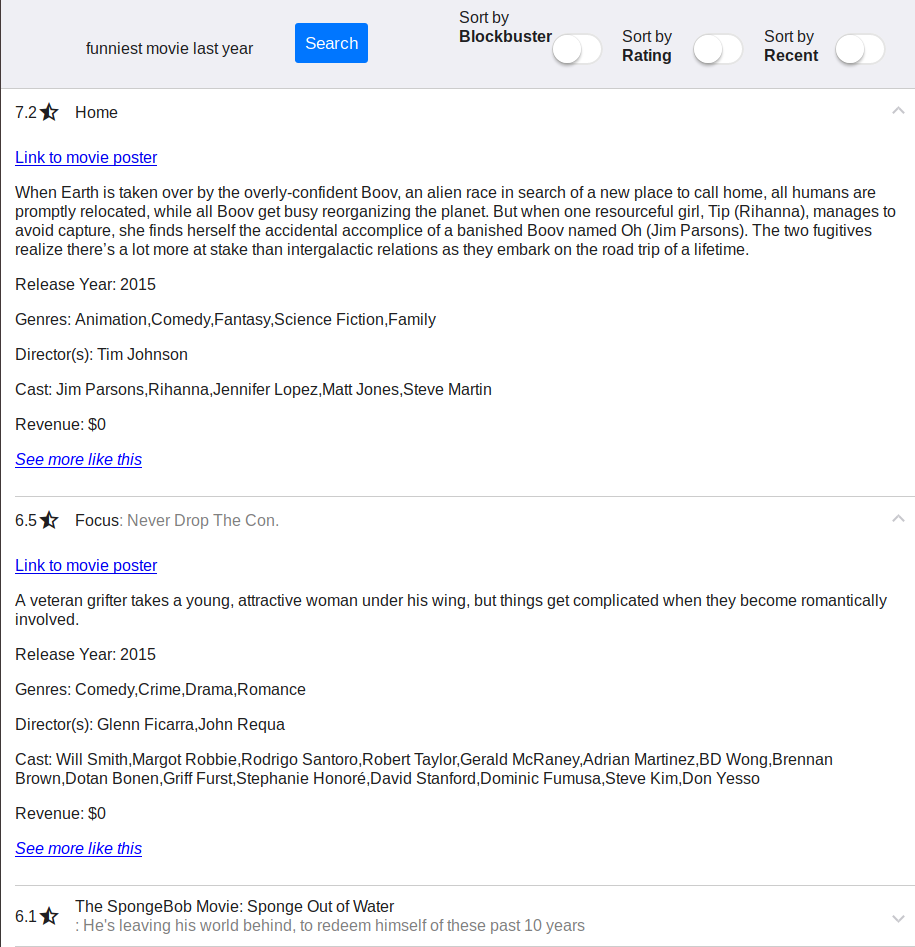 funniest movie last year
Search
Sort by
Blockbuster
Sort by
Rating
Sort by
Recent
7.2 Home
Link to movie poster
When Earth is taken over by the overly-confident Boov, an alien race in search of a new place to call home, all humans are
promptly relocated, while all Boov get busy reorganizing the planet. But when one resourceful girl, Tip (Rihanna), manages to
avoid capture, she finds herself the accidental accomplice of a banished Boov named Oh (Jim Parsons). The two fugitives
realize there’s a lot more at stake than intergalactic relations as they embark on the road trip of a lifetime.
Release Year: 2015
Genres: Animation,Comedy,Fantasy,Science Fiction,Family
Director(s): Tim Johnson
Cast: Jim Parsons,Rihanna,Jennifer Lopez,Matt Jones,Steve Martin
Revenue: $0
See more like this
6.5 Focus: Never Drop The Con.
Link to movie poster
A veteran grifter takes a young, attractive woman under his wing, but things get complicated when they become romantically
involved.
Release Year: 2015
Genres: Comedy,Crime,Drama,Romance
Director(s): Glenn Ficarra,John Requa
Cast: Will Smith,Margot Robbie,Rodrigo Santoro,Robert Taylor,Gerald McRaney,Adrian Martinez,BD Wong,Brennan
Brown,Dotan Bonen,Griff Furst,Stephanie Honoré,David Stanford,Dominic Fumusa,Steve Kim,Don Yesso
Revenue: $0
See more like this
6.1 The SpongeBob Movie: Sponge Out of Water
: He's leaving his world behind, to redeem himself of these past 10 years